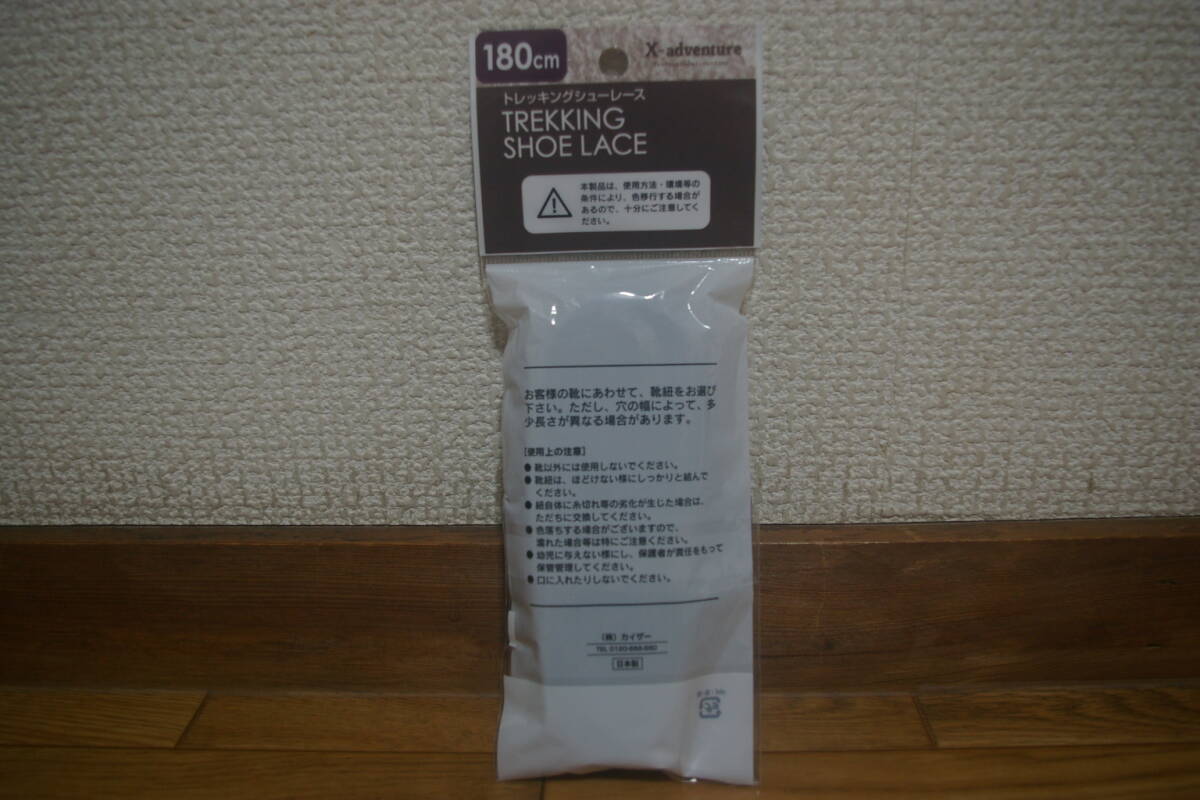 180cm
X-adventure
トレッキングシューレース
TREKKING
SHOE LACE
本製品は、使用方法・環境等の
条件により、色移行する場合が
あるので、十分にご注意してく
ださい。
お客様の靴にあわせて、靴紐をお選び
下さい。ただし、穴の幅によって、多
少長さが異なる場合があります。
【使用上の注意】
●靴以外には使用しないでください。
●靴紐は、ほどけない様にしっかりと結んで
ください。
●紐自体に糸切れ等の劣化が生じた場合は、
ただちに交換してください。
●色落ちする場合がございますので、
濡れた場合等は特にご注意ください。
●幼児に与えない様にし、保護者が責任をもって
保管管理してください。
●口に入れたりしないでください。
(株) カイザー
TEL
日本製
プラ